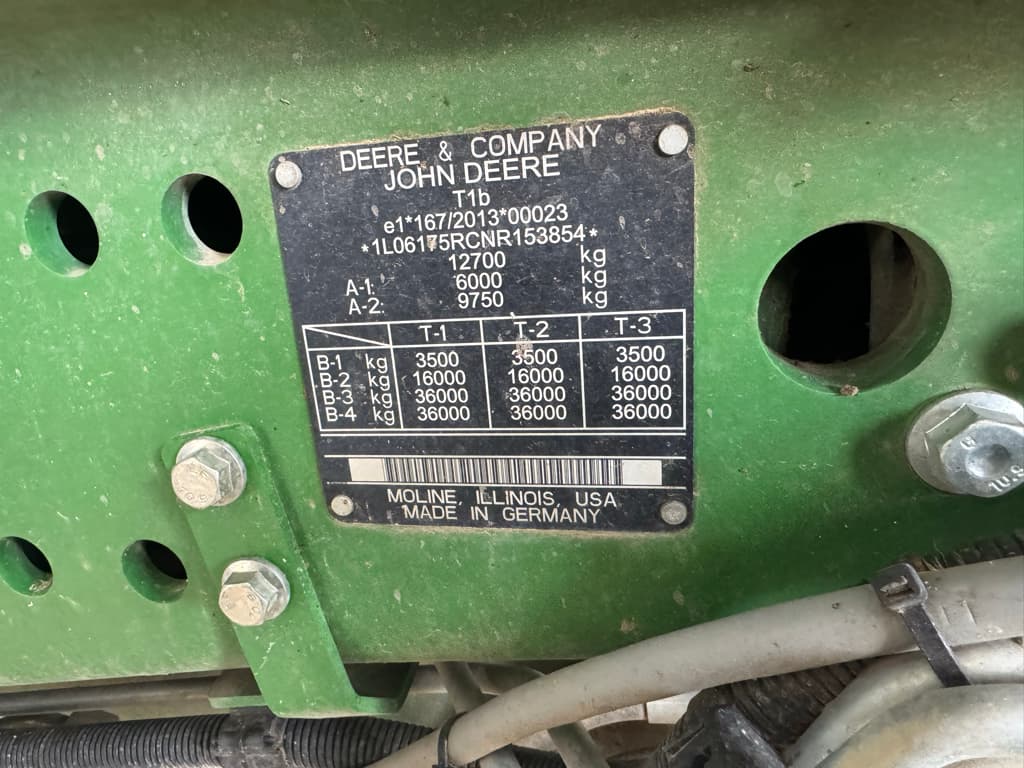 DEERE & COMPANY
JOHN DEERE
T1b
e1*167/2013*00023
*1L06175RCNR153854*
12700 kg
A-1: 6000 kg
A-2: 9750 kg
T-1 T-2 T-3
B-1 kg 3500 3500 3500
B-2 kg 16000 16000 16000
B-3 kg 36000 36000 36000
B-4 kg 36000 36000 36000
MOLINE, ILLINOIS, USA
MADE IN GERMANY
10.9